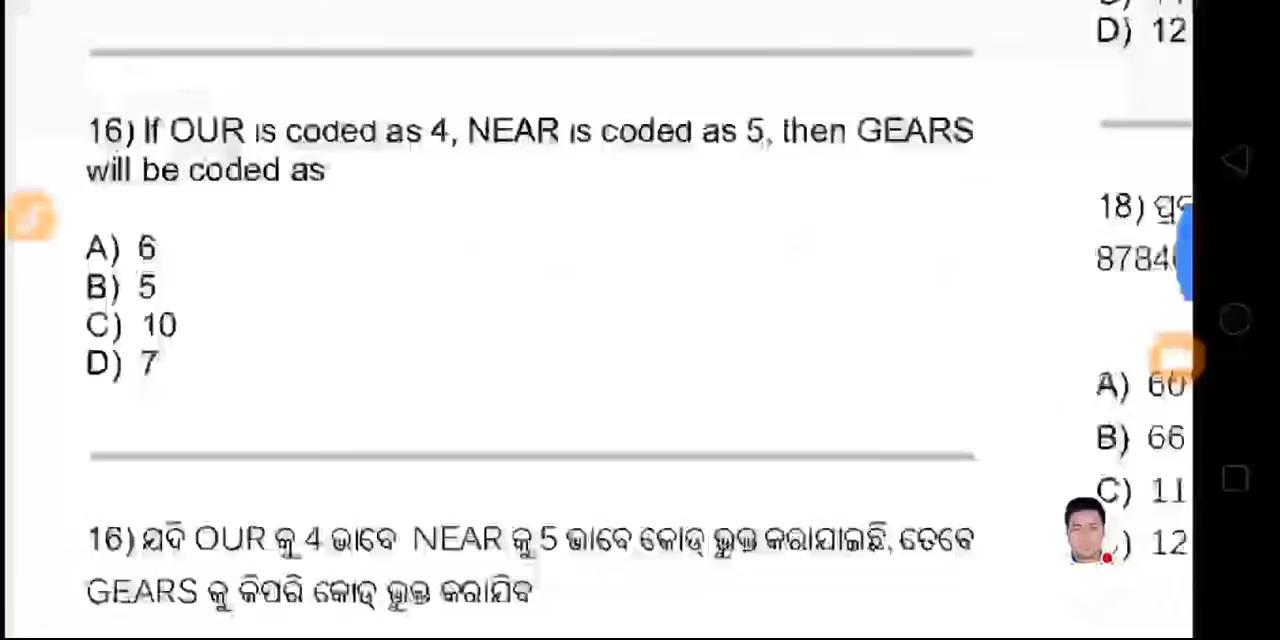 D) 12
16) If OUR is coded as 4, NEAR is coded as 5, then GEARS
will be coded as
A) 6
B) 5
C) 10
D) 7
16) ଯଦି OUR କୁ 4 ଭାବେ NEAR କୁ 5 ଭାବେ କୋଡ୍ ଭୁକ୍ତ କରାଯାଇଛି, ତେବେ
GEARS କୁ କିପରି କୋଡ୍ ଭୁକ୍ତ କରାଯିବ
18)
8784
A) 60
B) 66
C) 11
) 12